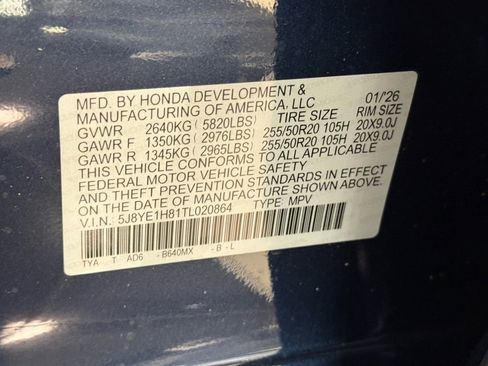 MFD. BY HONDA DEVELOPMENT &
MANUFACTURING OF AMERICA, LLC 01/'26
GVWR 2640KG ( 5820LBS) TIRE SIZE RIM SIZE
GAWR F 1350KG ( 2976LBS) 255/50R20 105H 20X9.0J
GAWR R 1345KG ( 2965LBS) 255/50R20 105H 20X9.0J
THIS VEHICLE CONFORMS TO ALL APPLICABLE
FEDERAL MOTOR VEHICLE SAFETY, BUMPER,
AND THEFT PREVENTION STANDARDS IN EFFECT
ON THE DATE OF MANUFACTURE SHOWN ABOVE.
V.I.N: 5J8YE1H81TL020864 TYPE: MPV
TYA T AD6 - B640MX - B - L